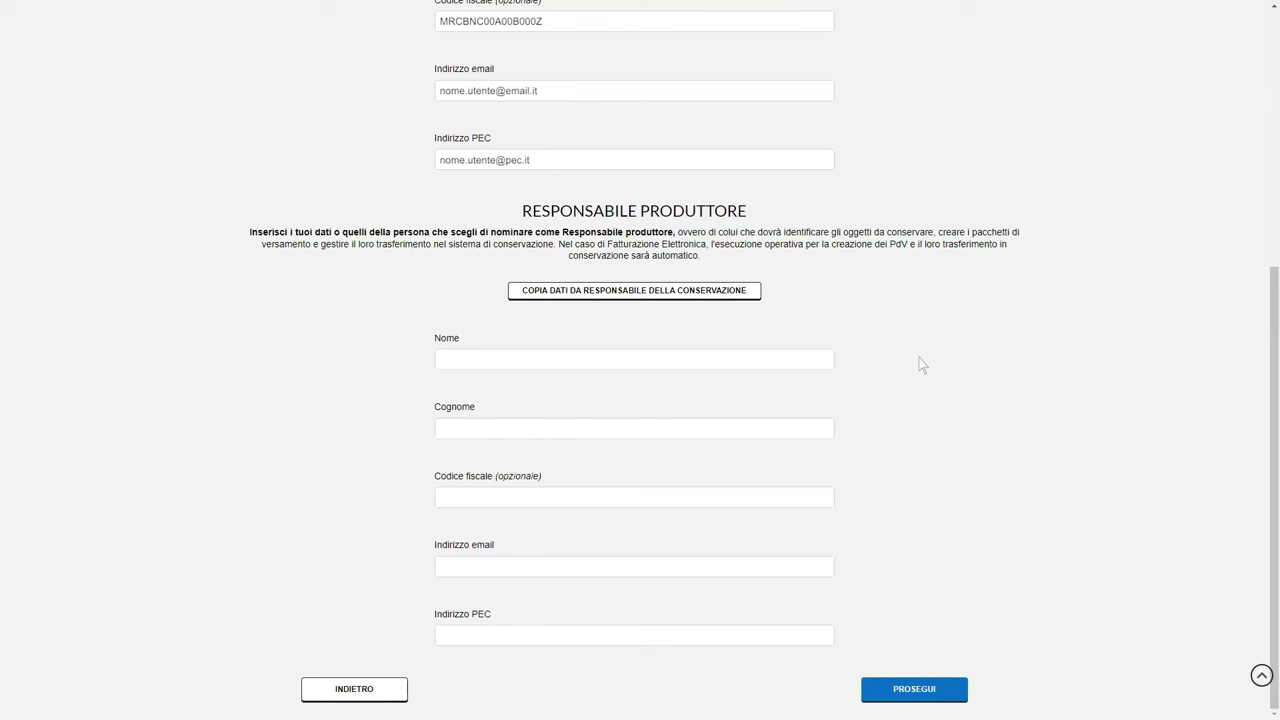 Codice fiscale (opzionale)
MRCBNC00A00B000Z
Indirizzo email
nome.utente@email.it
Indirizzo PEC
nome.utente@pec.it
RESPONSABILE PRODUTTORE
Inserisci i tuoi dati o quelli della persona che scegli di nominare come Responsabile produttore, ovvero di colui che dovrà identificare gli oggetti da conservare, creare i pacchetti di
versamento e gestire il loro trasferimento nel sistema di conservazione. Nel caso di Fatturazione Elettronica, l'esecuzione operativa per la creazione dei PdV e il loro trasferimento in
conservazione sarà automatico.
COPIA DATI DA RESPONSABILE DELLA CONSERVAZIONE
Nome
Cognome
Codice fiscale (opzionale)
Indirizzo email
Indirizzo PEC
INDIETRO
PROSEGUI